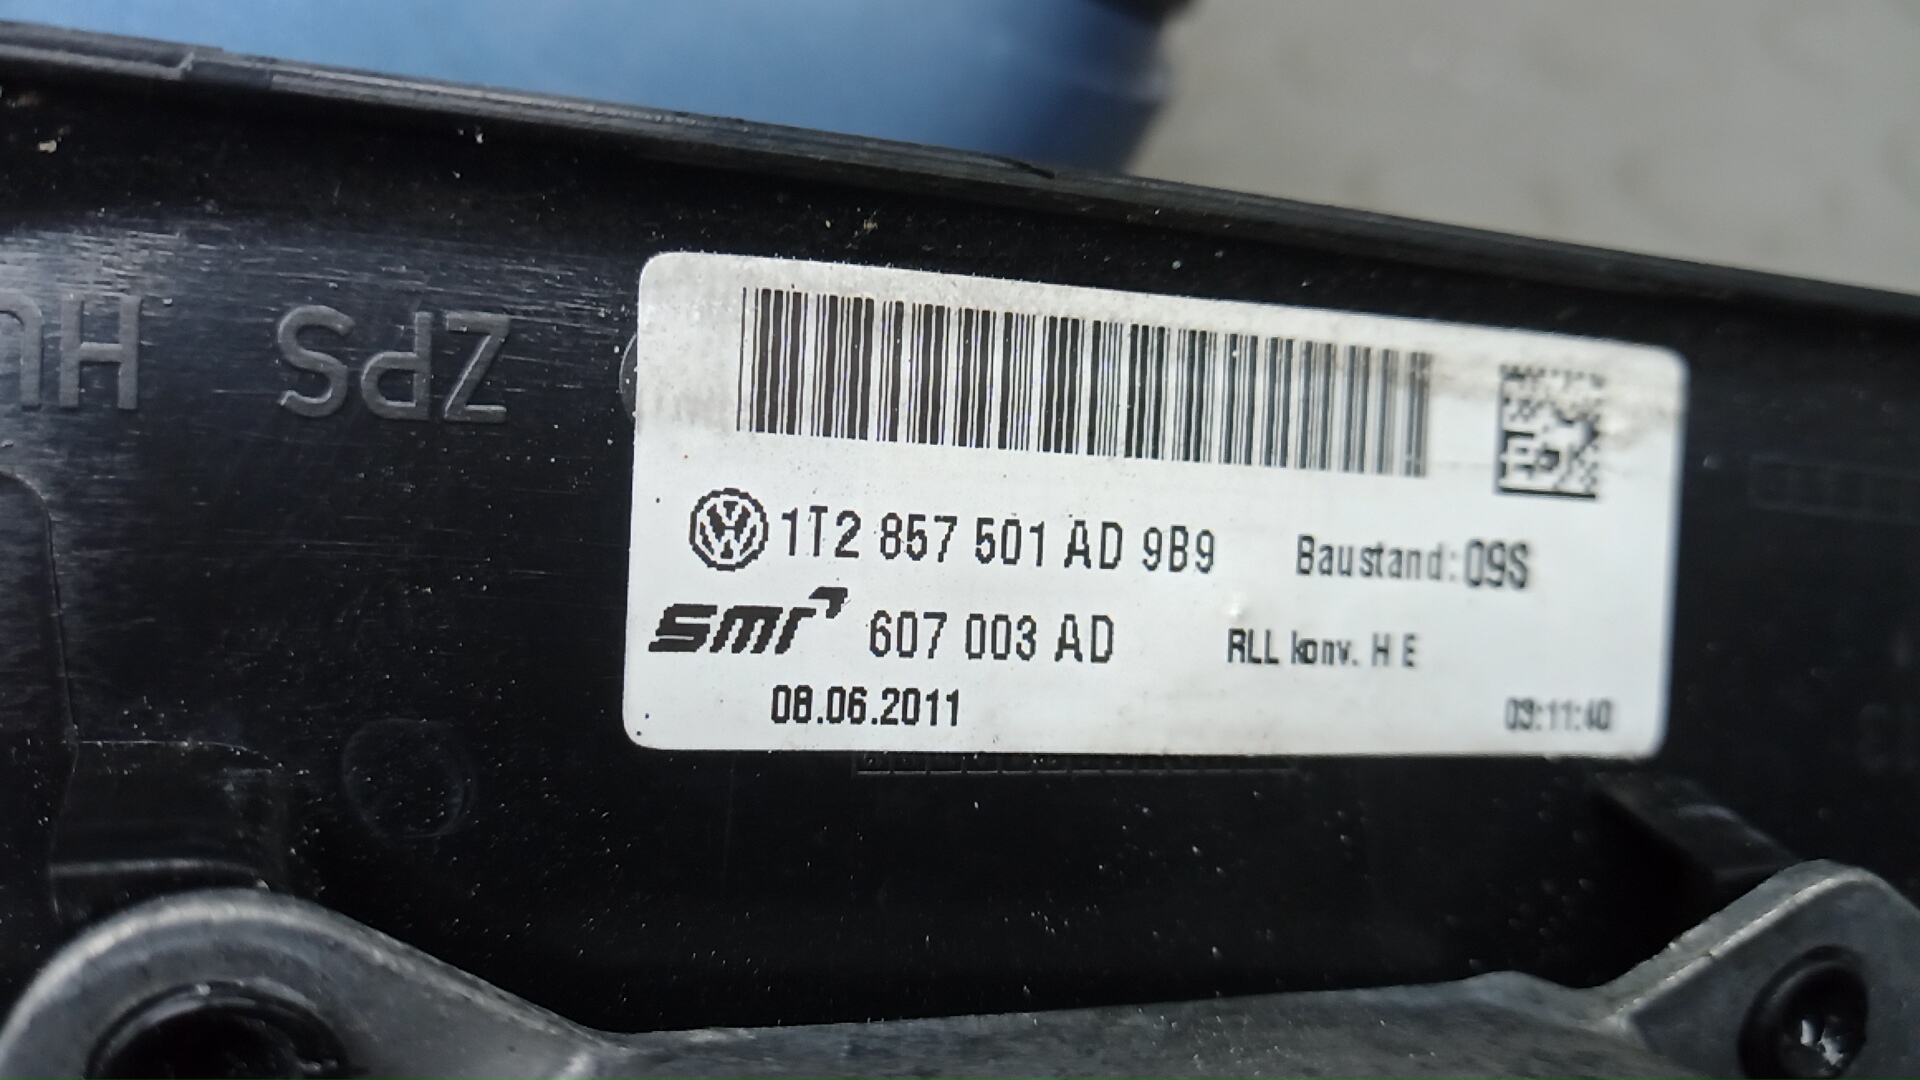 ZPS
1T2 857 501 AD 9B9 Baustand: 09S
smr 607 003 AD RLL konv. H E
08.06.2011 03:11:40